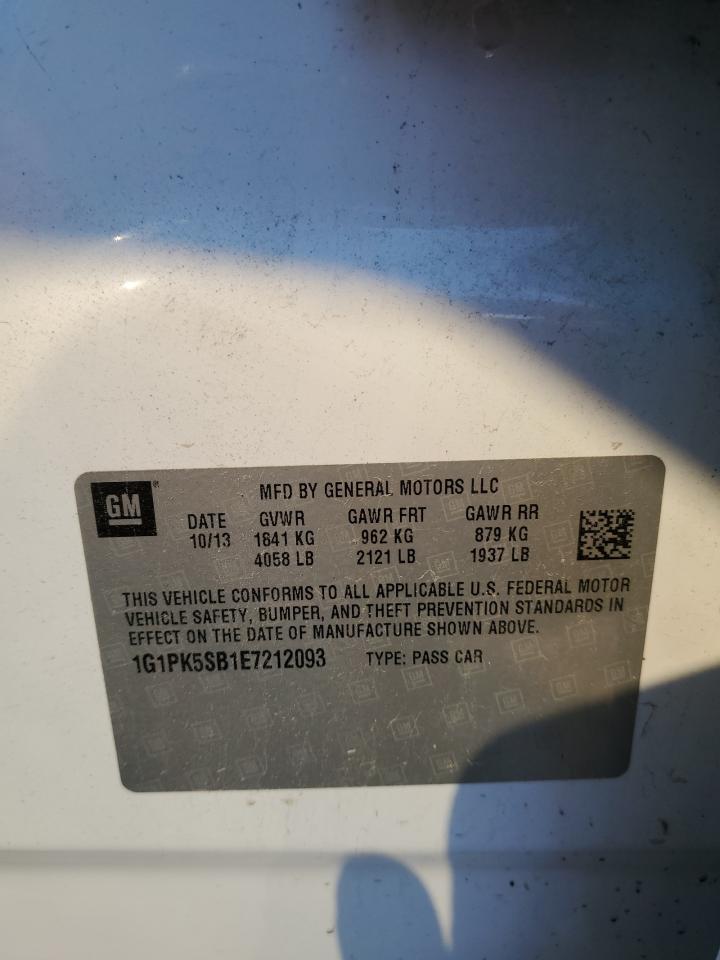 GM
MFD BY GENERAL MOTORS LLC
DATE GVWR GAWR FRT GAWR RR
10/13 1841 KG 962 KG 879 KG
4058 LB 2121 LB 1937 LB
THIS VEHICLE CONFORMS TO ALL APPLICABLE U.S. FEDERAL MOTOR
VEHICLE SAFETY, BUMPER, AND THEFT PREVENTION STANDARDS IN
EFFECT ON THE DATE OF MANUFACTURE SHOWN ABOVE.
1G1PK5SB1E7212093 TYPE: PASS CAR